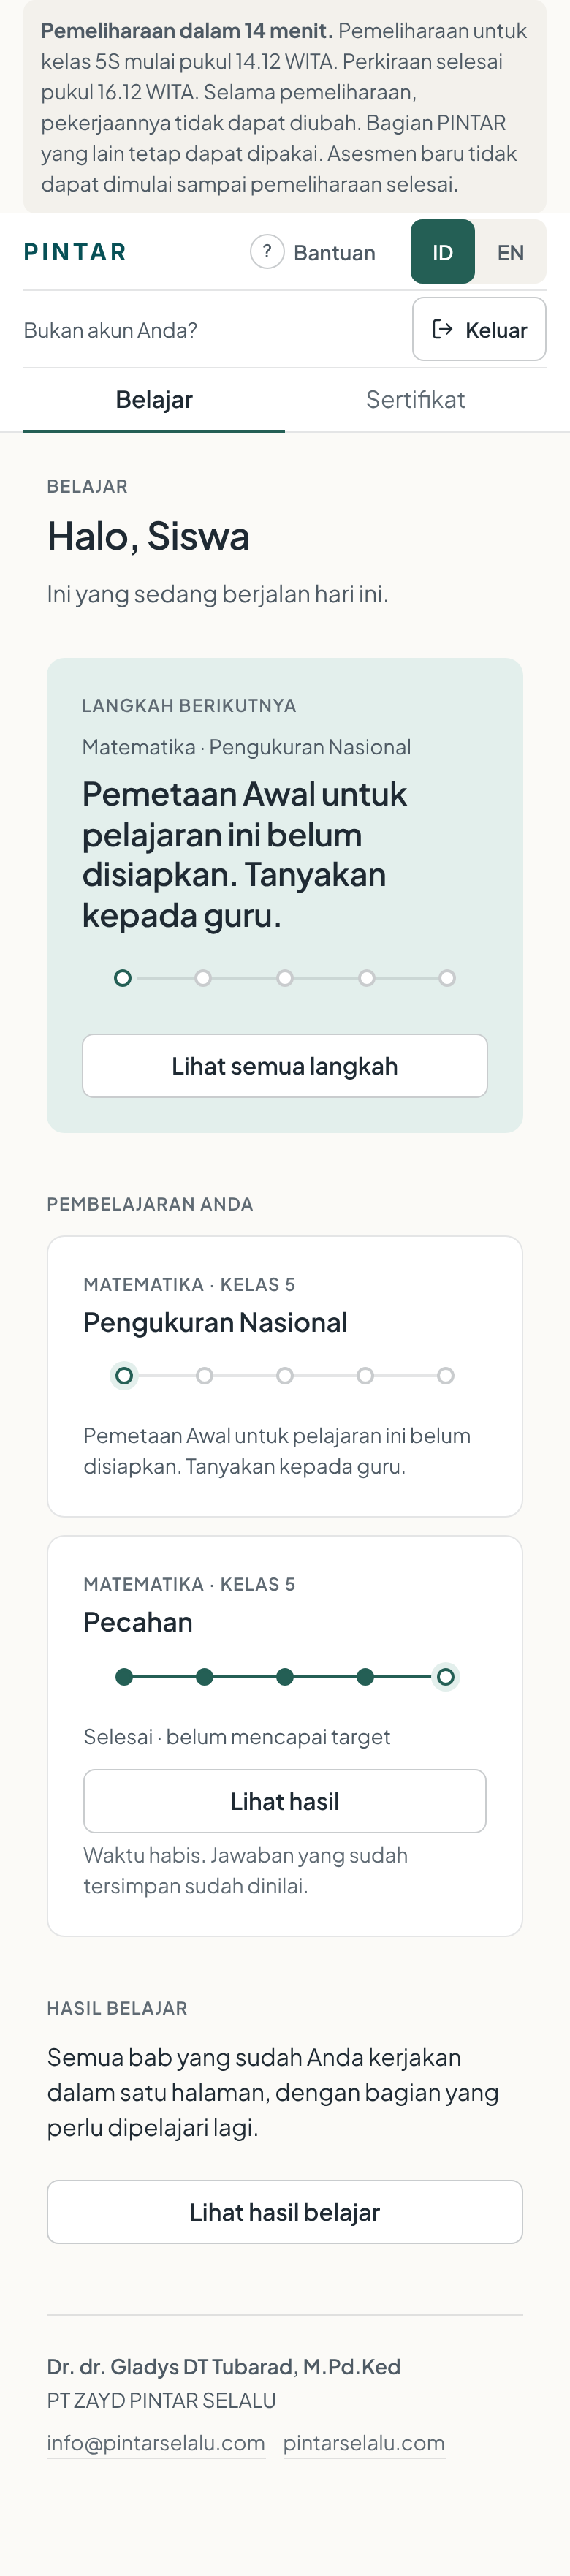 Pemeliharaan dalam 14 menit. Pemeliharaan untuk
kelas 5S mulai pukul 14.12 WITA. Perkiraan selesai
pukul 16.12 WITA. Selama pemeliharaan,
pekerjaannya tidak dapat diubah. Bagian PINTAR
yang lain tetap dapat dipakai. Asesmen baru tidak
dapat dimulai sampai pemeliharaan selesai.
PINTAR
? Bantuan
ID
EN
Bukan akun Anda?
Keluar
Belajar
Sertifikat
BELAJAR
Halo, Siswa
Ini yang sedang berjalan hari ini.
LANGKAH BERIKUTNYA
Matematika · Pengukuran Nasional
Pemetaan Awal untuk
pelajaran ini belum
disiapkan. Tanyakan
kepada guru.
Lihat semua langkah
PEMBELAJARAN ANDA
MATEMATIKA · KELAS 5
Pengukuran Nasional
Pemetaan Awal untuk pelajaran ini belum
disiapkan. Tanyakan kepada guru.
MATEMATIKA · KELAS 5
Pecahan
Selesai · belum mencapai target
Lihat hasil
Waktu habis. Jawaban yang sudah
tersimpan sudah dinilai.
HASIL BELAJAR
Semua bab yang sudah Anda kerjakan
dalam satu halaman, dengan bagian yang
perlu dipelajari lagi.
Lihat hasil belajar
Dr. dr. Gladys DT Tubarad, M.Pd.Ked
PT ZAYD PINTAR SELALU
info@pintarselalu.com pintarselalu.com